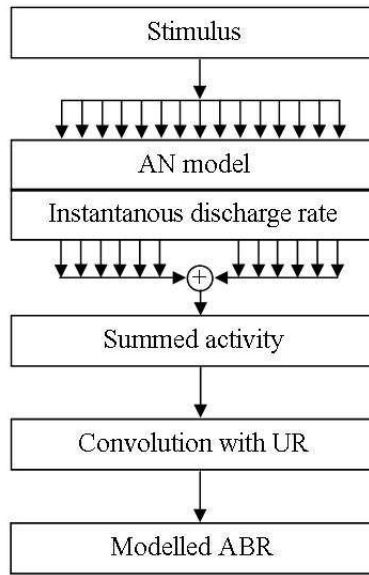 Stimulus
AN model
Instantanous discharge rate
+
Summed activity
Convolution with UR
Modelled ABR